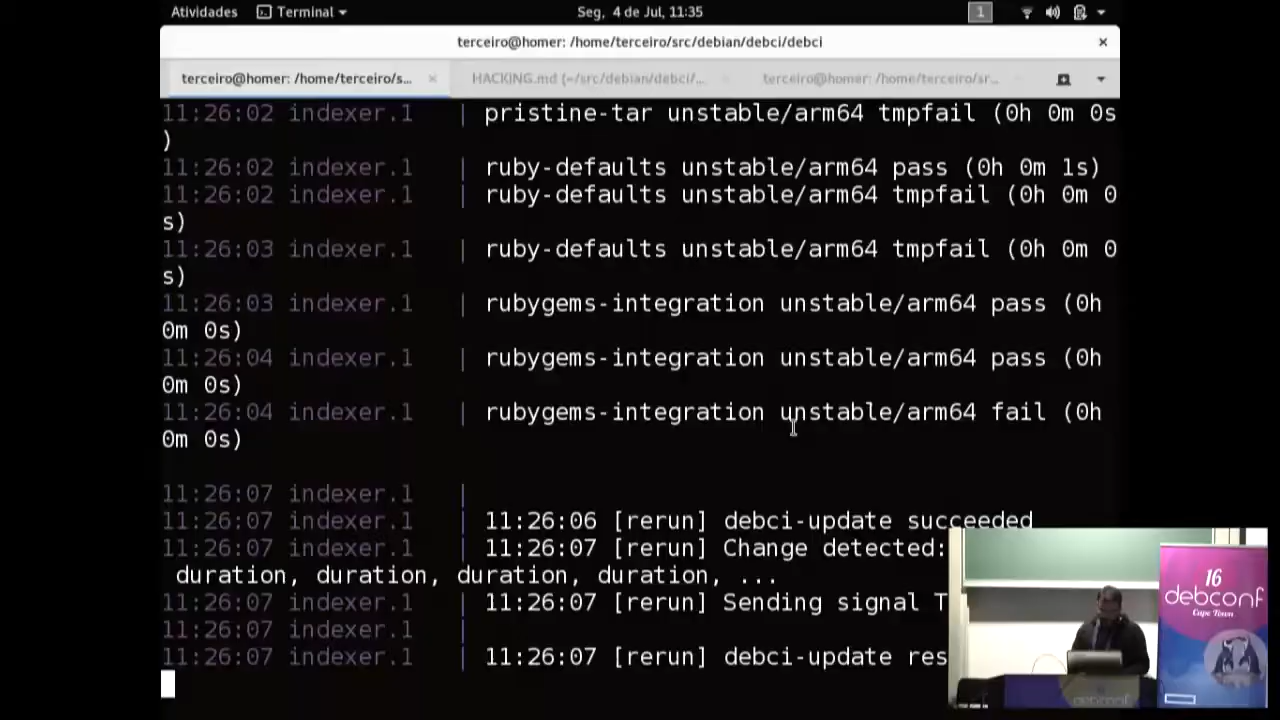 Atividades Terminal Seg, 4 de Jul, 11:35 1
terceiro@homer: /home/terceiro/src/debian/debci/debci
terceiro@homer: /home/terceiro/s... HACKING.md (~/src/debian/debci/... terceiro@homer: /home/terceiro/sr...
11:26:02 indexer.1 | pristine-tar unstable/arm64 tmpfail (0h 0m 0s
)
11:26:02 indexer.1 | ruby-defaults unstable/arm64 pass (0h 0m 1s)
11:26:02 indexer.1 | ruby-defaults unstable/arm64 tmpfail (0h 0m 0
s)
11:26:03 indexer.1 | ruby-defaults unstable/arm64 tmpfail (0h 0m 0
s)
11:26:03 indexer.1 | rubygems-integration unstable/arm64 pass (0h
0m 0s)
11:26:04 indexer.1 | rubygems-integration unstable/arm64 pass (0h
0m 0s)
11:26:04 indexer.1 | rubygems-integration unstable/arm64 fail (0h
0m 0s)
11:26:07 indexer.1 |
11:26:07 indexer.1 | 11:26:06 [rerun] debci-update succeeded
11:26:07 indexer.1 | 11:26:07 [rerun] Change detected:
duration, duration, duration, duration, ...
11:26:07 indexer.1 | 11:26:07 [rerun] Sending signal T
11:26:07 indexer.1 |
11:26:07 indexer.1 | 11:26:07 [rerun] debci-update res
16
debconf
Cape Town
debconf